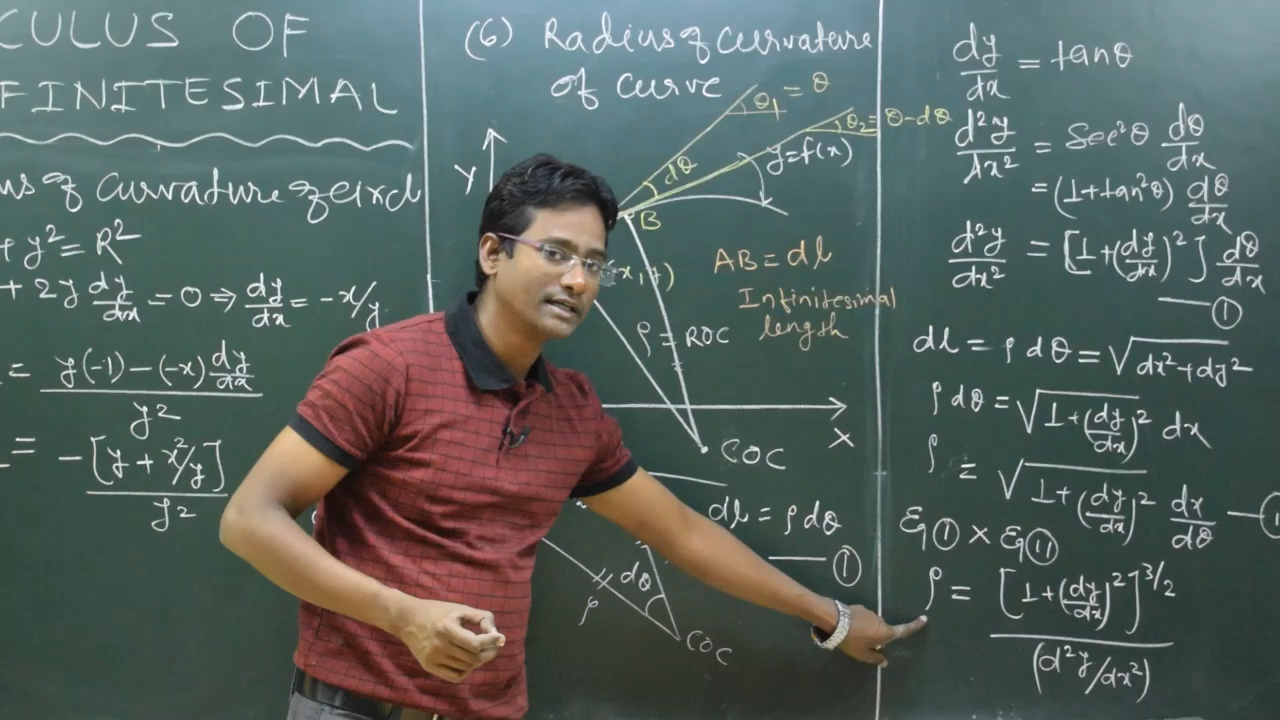 CULUS OF
FINITESIMAL
us of curvature of circl
+ y² = R²
+ 2y dy/dx = 0 ⇒ dy/dx = -x/y
= y(-1) - (-x) dy/dx / y²
= -[y + x²/y] / y²
(6) Radius of curvature
of curve
θ₁ = θ
θ₂ = θ - dθ
dθ
y = f(x)
Y
B
x, y)
AB = dl
Infinitesimal
length
ρ = ROC
X
COC
dl = ρ dθ
—— ①
dθ
ρ
COC
dy/dx = tanθ
d²y/dx² = Sec²θ dθ/dx
= (1+tan²θ) dθ/dx
d²y/dx² = [1+(dy/dx)²] dθ/dx
—— ①
dl = ρ dθ = √dx²+dy²
ρ dθ = √1+(dy/dx)² dx
ρ = √1+(dy/dx)² dx/dθ
Eq ① × Eq ⑪
ρ = [1+(dy/dx)²]^3/2 / (d²y/dx²)